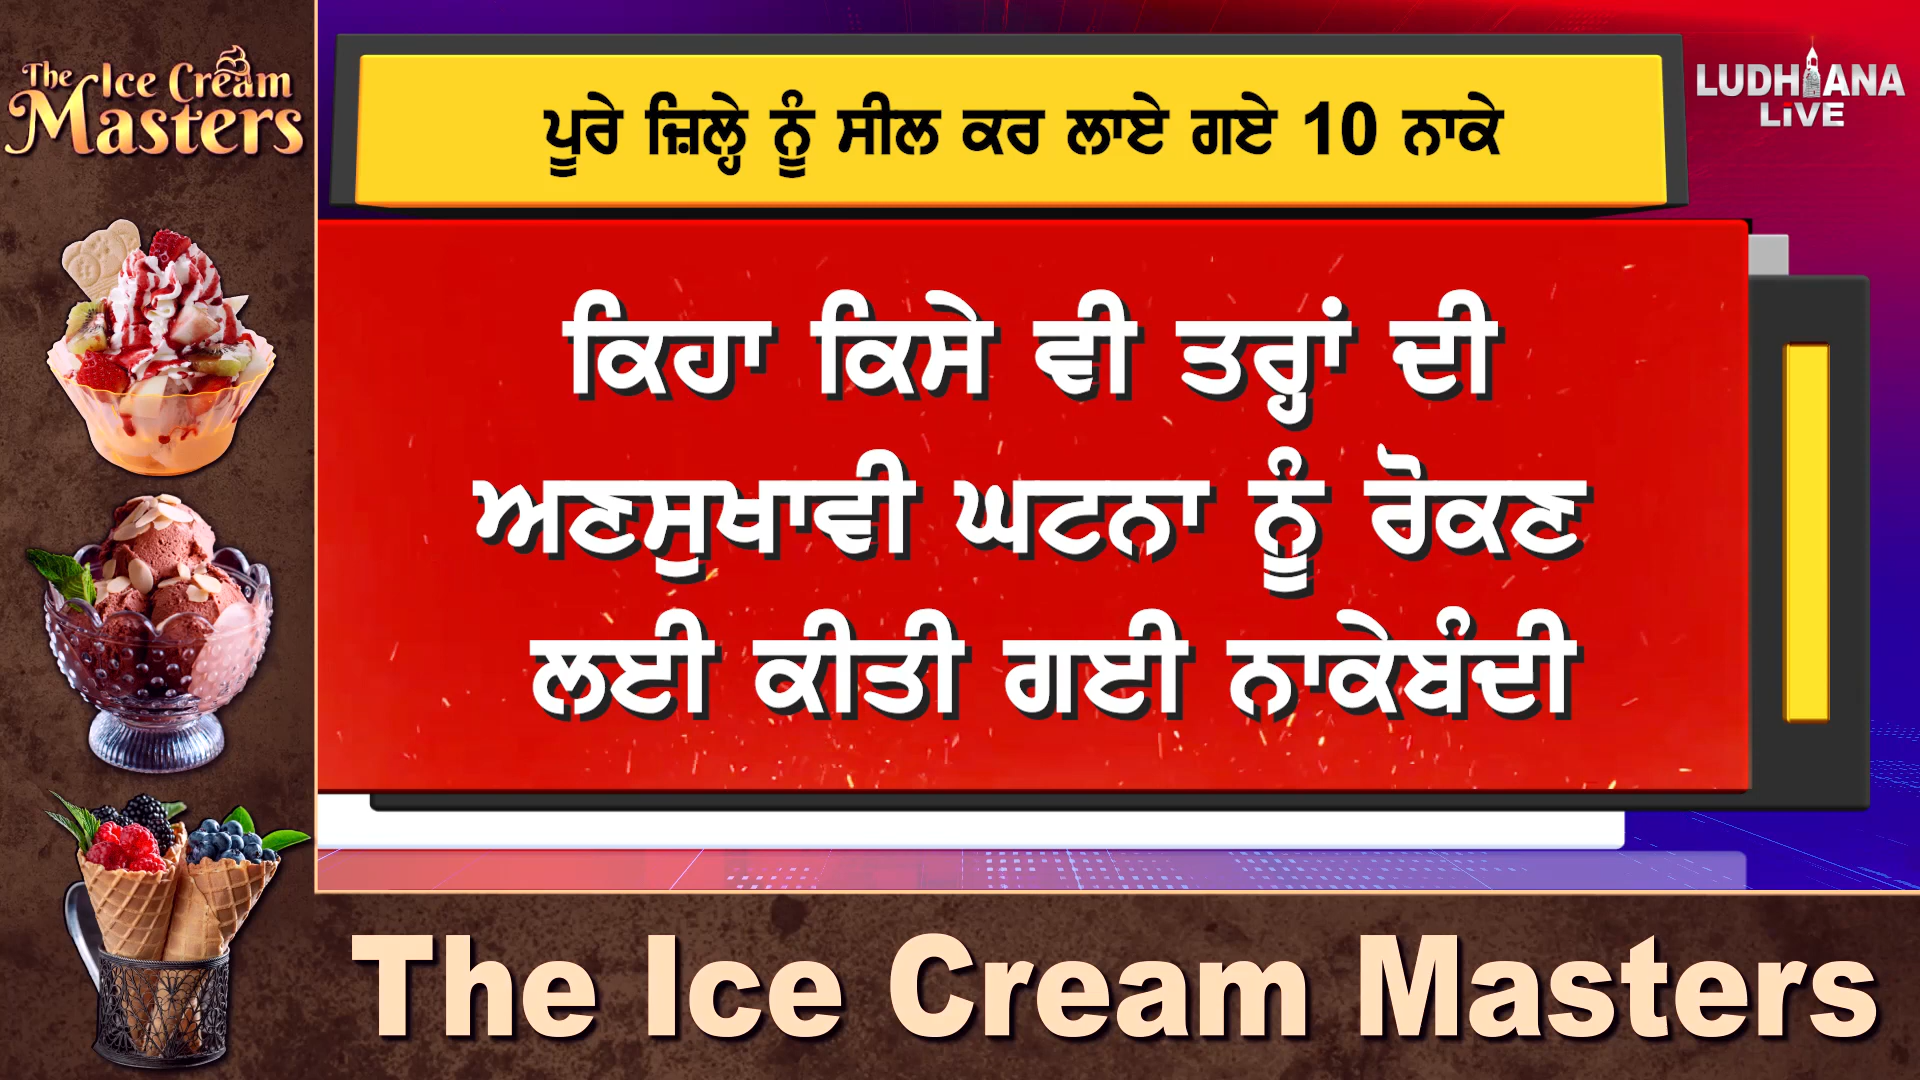 The Ice Cream
Masters
ਪੂਰੇ ਜ਼ਿਲ੍ਹੇ ਨੂੰ ਸੀਲ ਕਰ ਲਾਏ ਗਏ 10 ਨਾਕੇ
LUDHIANA
LiVE
ਕਿਹਾ ਕਿਸੇ ਵੀ ਤਰ੍ਹਾਂ ਦੀ
ਅਣਸੁਖਾਵੀ ਘਟਨਾ ਨੂੰ ਰੋਕਣ
ਲਈ ਕੀਤੀ ਗਈ ਨਾਕੇਬੰਦੀ
The Ice Cream Masters